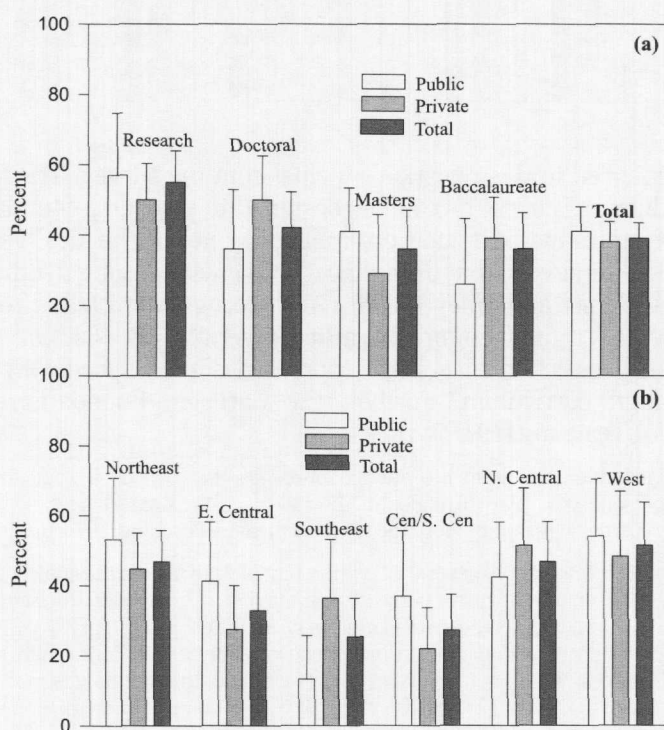 100
(a)
Public
80
Private
Research
Doctoral
Total
60
Masters
Baccalaureate
Total
40
20
Percent
100
(b)
Public
80
Private
Northeast
Total
N. Central
West
E. Central
60
Southeast
Cen/S. Cen
40
20
0
Percent